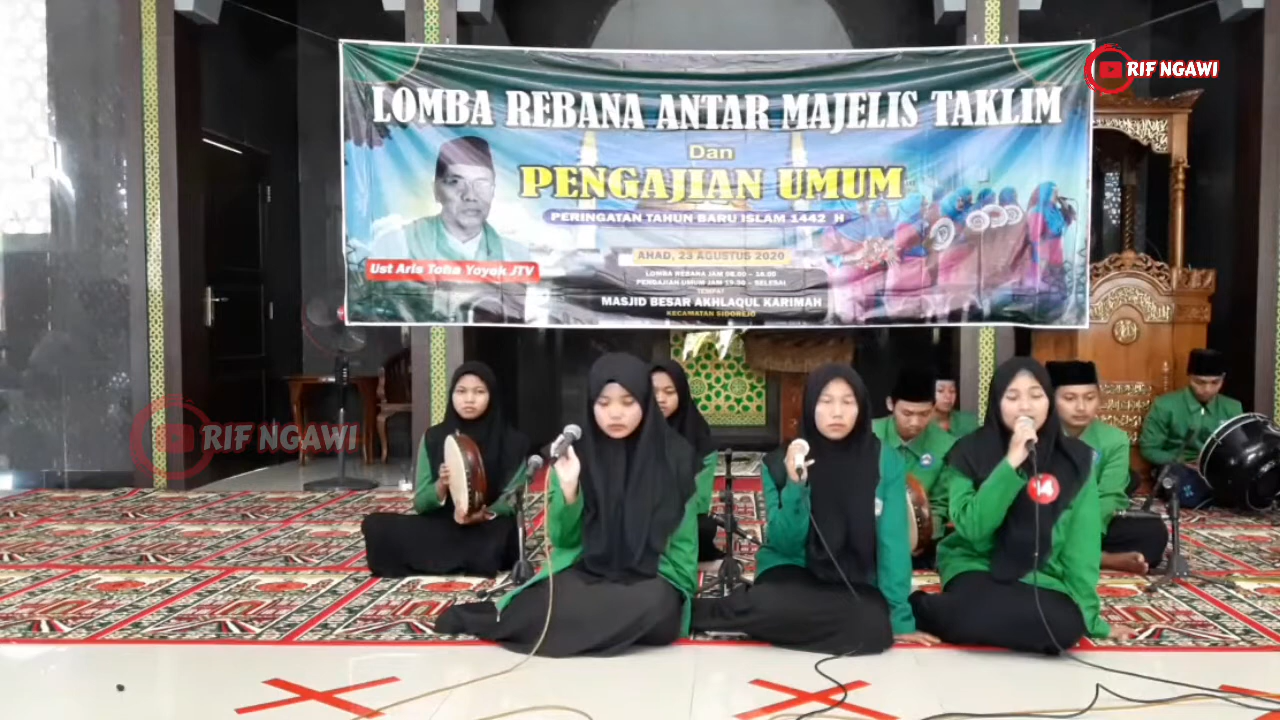 LOMBA REBANA ANTAR MAJELIS TAKLIM
Dan
PENGAJIAN UMUM
PERINGATAN TAHUN BARU ISLAM 1442 H
Ust Aris Toba Yoyok JTV
AHAD, 23 AGUSTUS 2020
LOMBA REBANA JAM 08.00 - 16.00
PENGAJIAN UMUM JAM 19.30 - SELESAI
TEMPAT
MASJID BESAR AKHLAQUL KARIMAH
KECAMATAN SIDOREJO
RIF NGAWI
RIF NGAWI
14